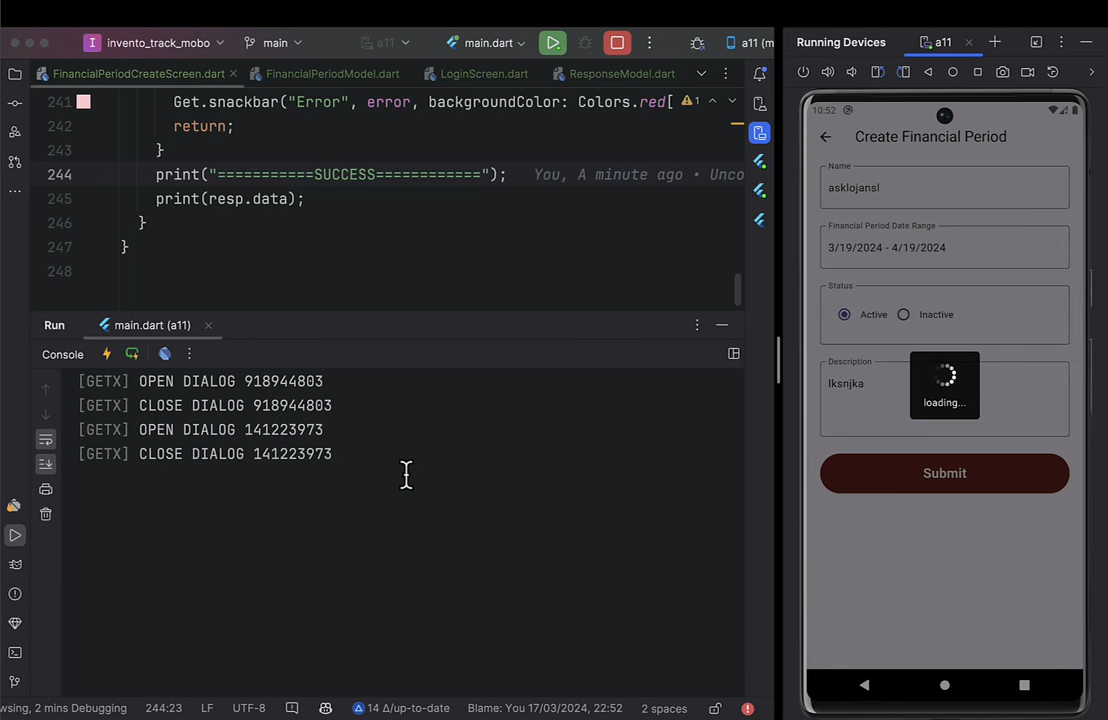 I invento_track_mobo main a11 main.dart a11 (m
FinancialPeriodCreateScreen.dart FinancialPeriodModel.dart LoginScreen.dart ResponseModel.dart
241 Get.snackbar("Error", error, backgroundColor: Colors.red[ 1
242 return;
243 }
244 print("===========SUCCESS============"); You, A minute ago • Unco
245 print(resp.data);
246 }
247 }
248
Run main.dart (a11)
Console
[GETX] OPEN DIALOG 918944803
[GETX] CLOSE DIALOG 918944803
[GETX] OPEN DIALOG 141223973
[GETX] CLOSE DIALOG 141223973
wsing, 2 mins Debugging 244:23 LF UTF-8 14 Δ/up-to-date Blame: You 17/03/2024, 22:52 2 spaces
Running Devices a11
10:52
Create Financial Period
Name
asklojansl
Financial Period Date Range
3/19/2024 - 4/19/2024
Status
Active Inactive
Description
lksnjka
loading...
Submit